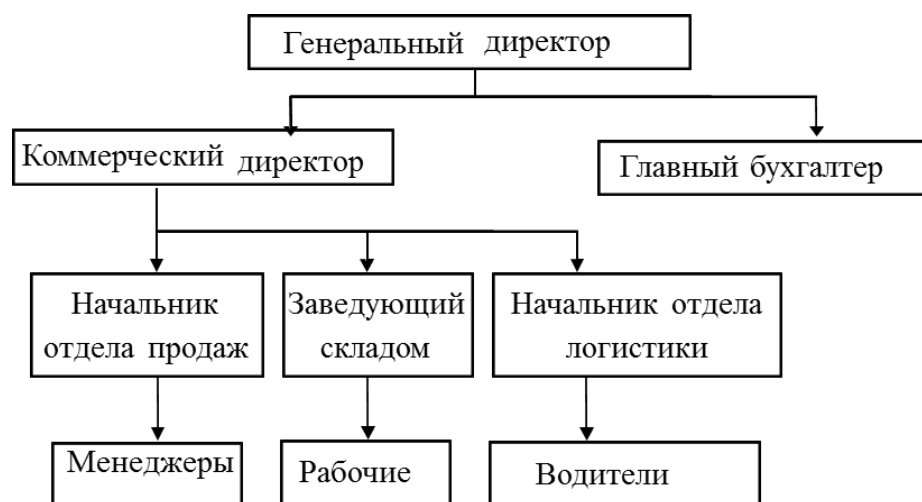 Генеральный директор
Коммерческий директор
Главный бухгалтер
Начальник
отдела продаж
Заведующий
складом
Начальник отдела
логистики
Менеджеры
Рабочие
Водители